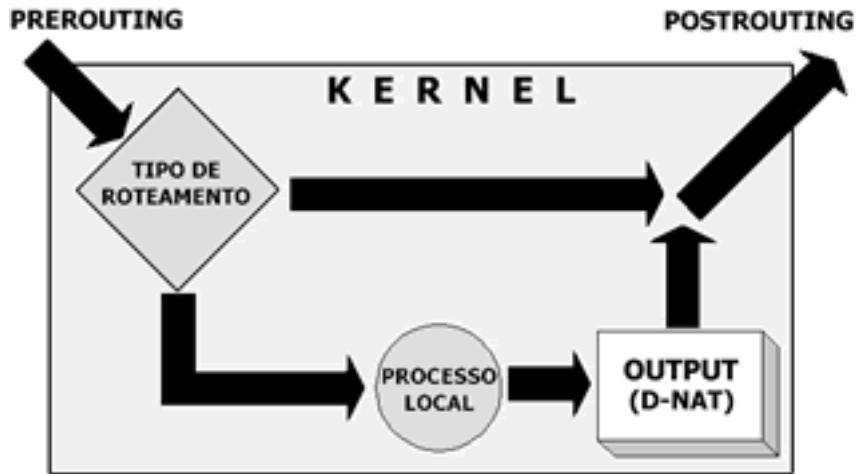 PREROUTING
POSTROUTING
K E R N E L
TIPO DE
ROTEAMENTO
PROCESSO
LOCAL
OUTPUT
(D-NAT)